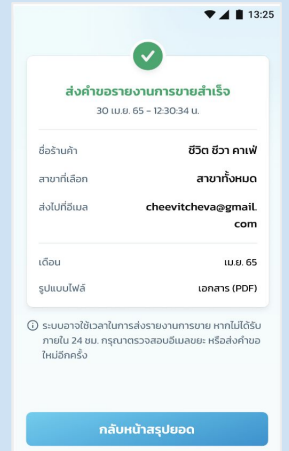 13:25
ส่งคำขอรายงานการขายสำเร็จ
30 เม.ย. 65 - 12:30:34 น.
ชื่อร้านค้า ชีวิต ชีวา คาเฟ่
สาขาที่เลือก สาขาทั้งหมด
ส่งไปที่อีเมล cheevitcheva@gmail.
com
เดือน เม.ย. 65
รูปแบบไฟล์ เอกสาร (PDF)
ระบบอาจใช้เวลาในการส่งรายงานการขาย หากไม่ได้รับ
ภายใน 24 ชม. กรุณาตรวจสอบอีเมลขยะ หรือส่งคำขอ
ใหม่อีกครั้ง
กลับหน้าสรุปยอด